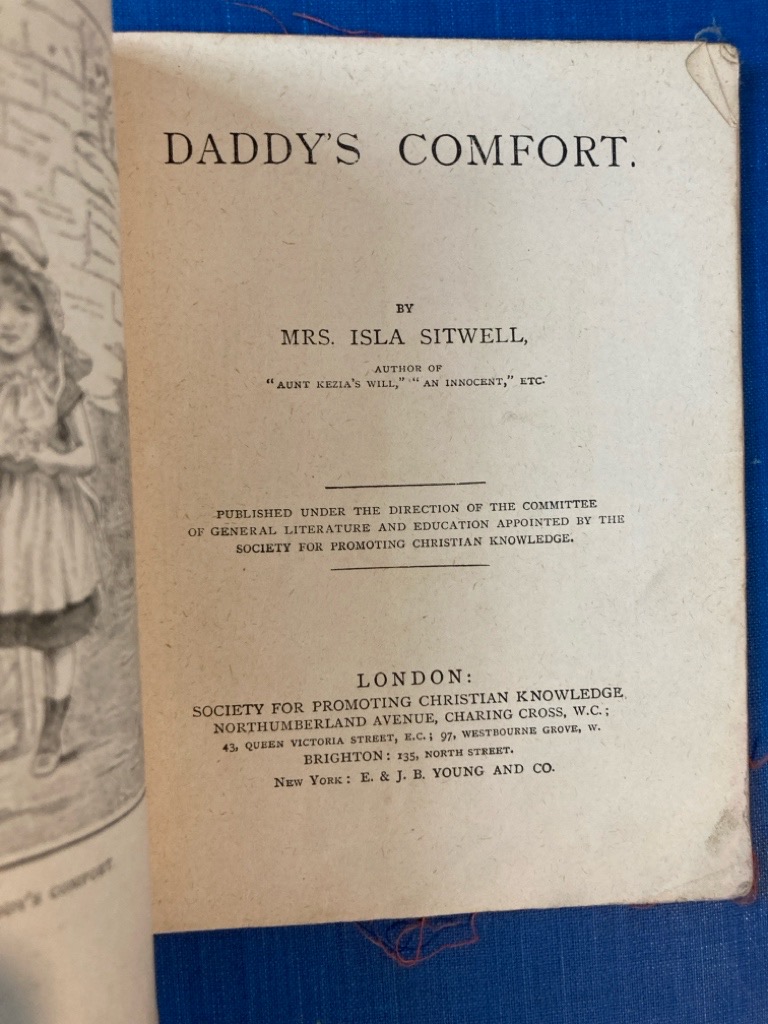 DADDY'S COMFORT.
BY
MRS. ISLA SITWELL,
AUTHOR OF
"AUNT KEZIA'S WILL," "AN INNOCENT," ETC.
PUBLISHED UNDER THE DIRECTION OF THE COMMITTEE
OF GENERAL LITERATURE AND EDUCATION APPOINTED BY THE
SOCIETY FOR PROMOTING CHRISTIAN KNOWLEDGE.
LONDON:
SOCIETY FOR PROMOTING CHRISTIAN KNOWLEDGE,
NORTHUMBERLAND AVENUE, CHARING CROSS, W.C.;
43, QUEEN VICTORIA STREET, E.C.; 97, WESTBOURNE GROVE, W.
BRIGHTON: 135, NORTH STREET.
NEW YORK: E. & J. B. YOUNG AND CO.
COMFORT.